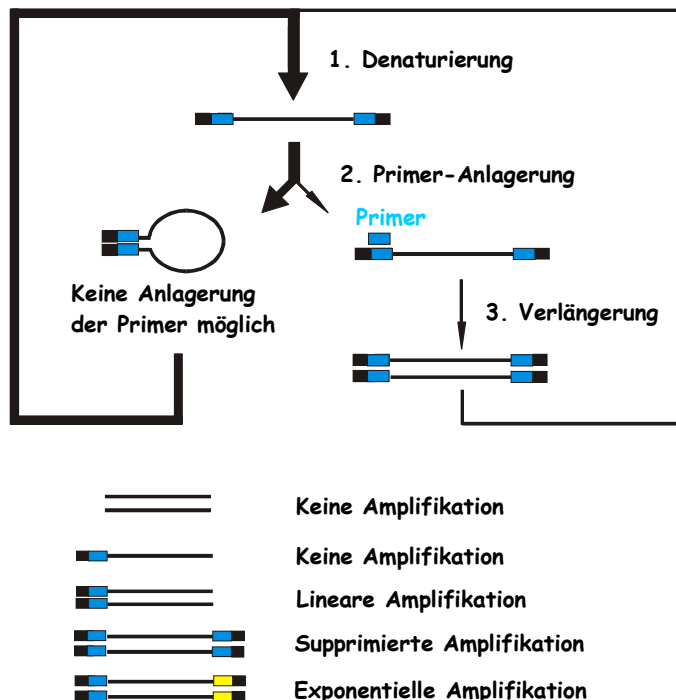 1. Denaturierung
2. Primer-Anlagerung
Primer
Keine Anlagerung
der Primer möglich
3. Verlängerung
Keine Amplifikation
Keine Amplifikation
Lineare Amplifikation
Supprimierte Amplifikation
Exponentielle Amplifikation